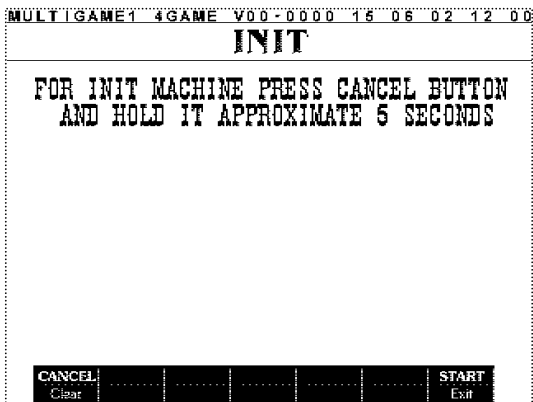 MULTIGAME1 4GAME V00-0000 15 06 02 12 00
INIT
FOR INIT MACHINE PRESS CANCEL BUTTON
AND HOLD IT APPROXIMATE 5 SECONDS
CANCEL START
Clear Exit